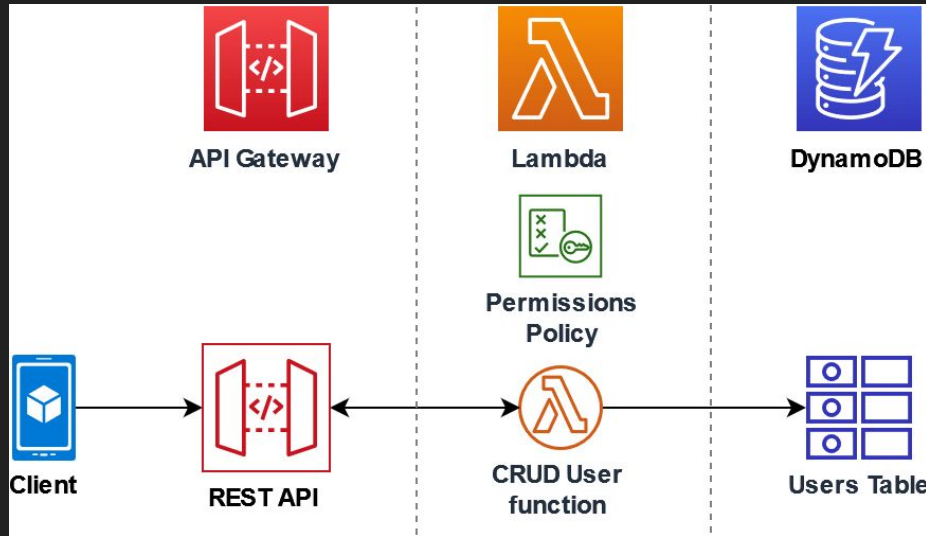 API Gateway
Lambda
DynamoDB
Permissions
Policy
Client
REST API
CRUD User
function
Users Table